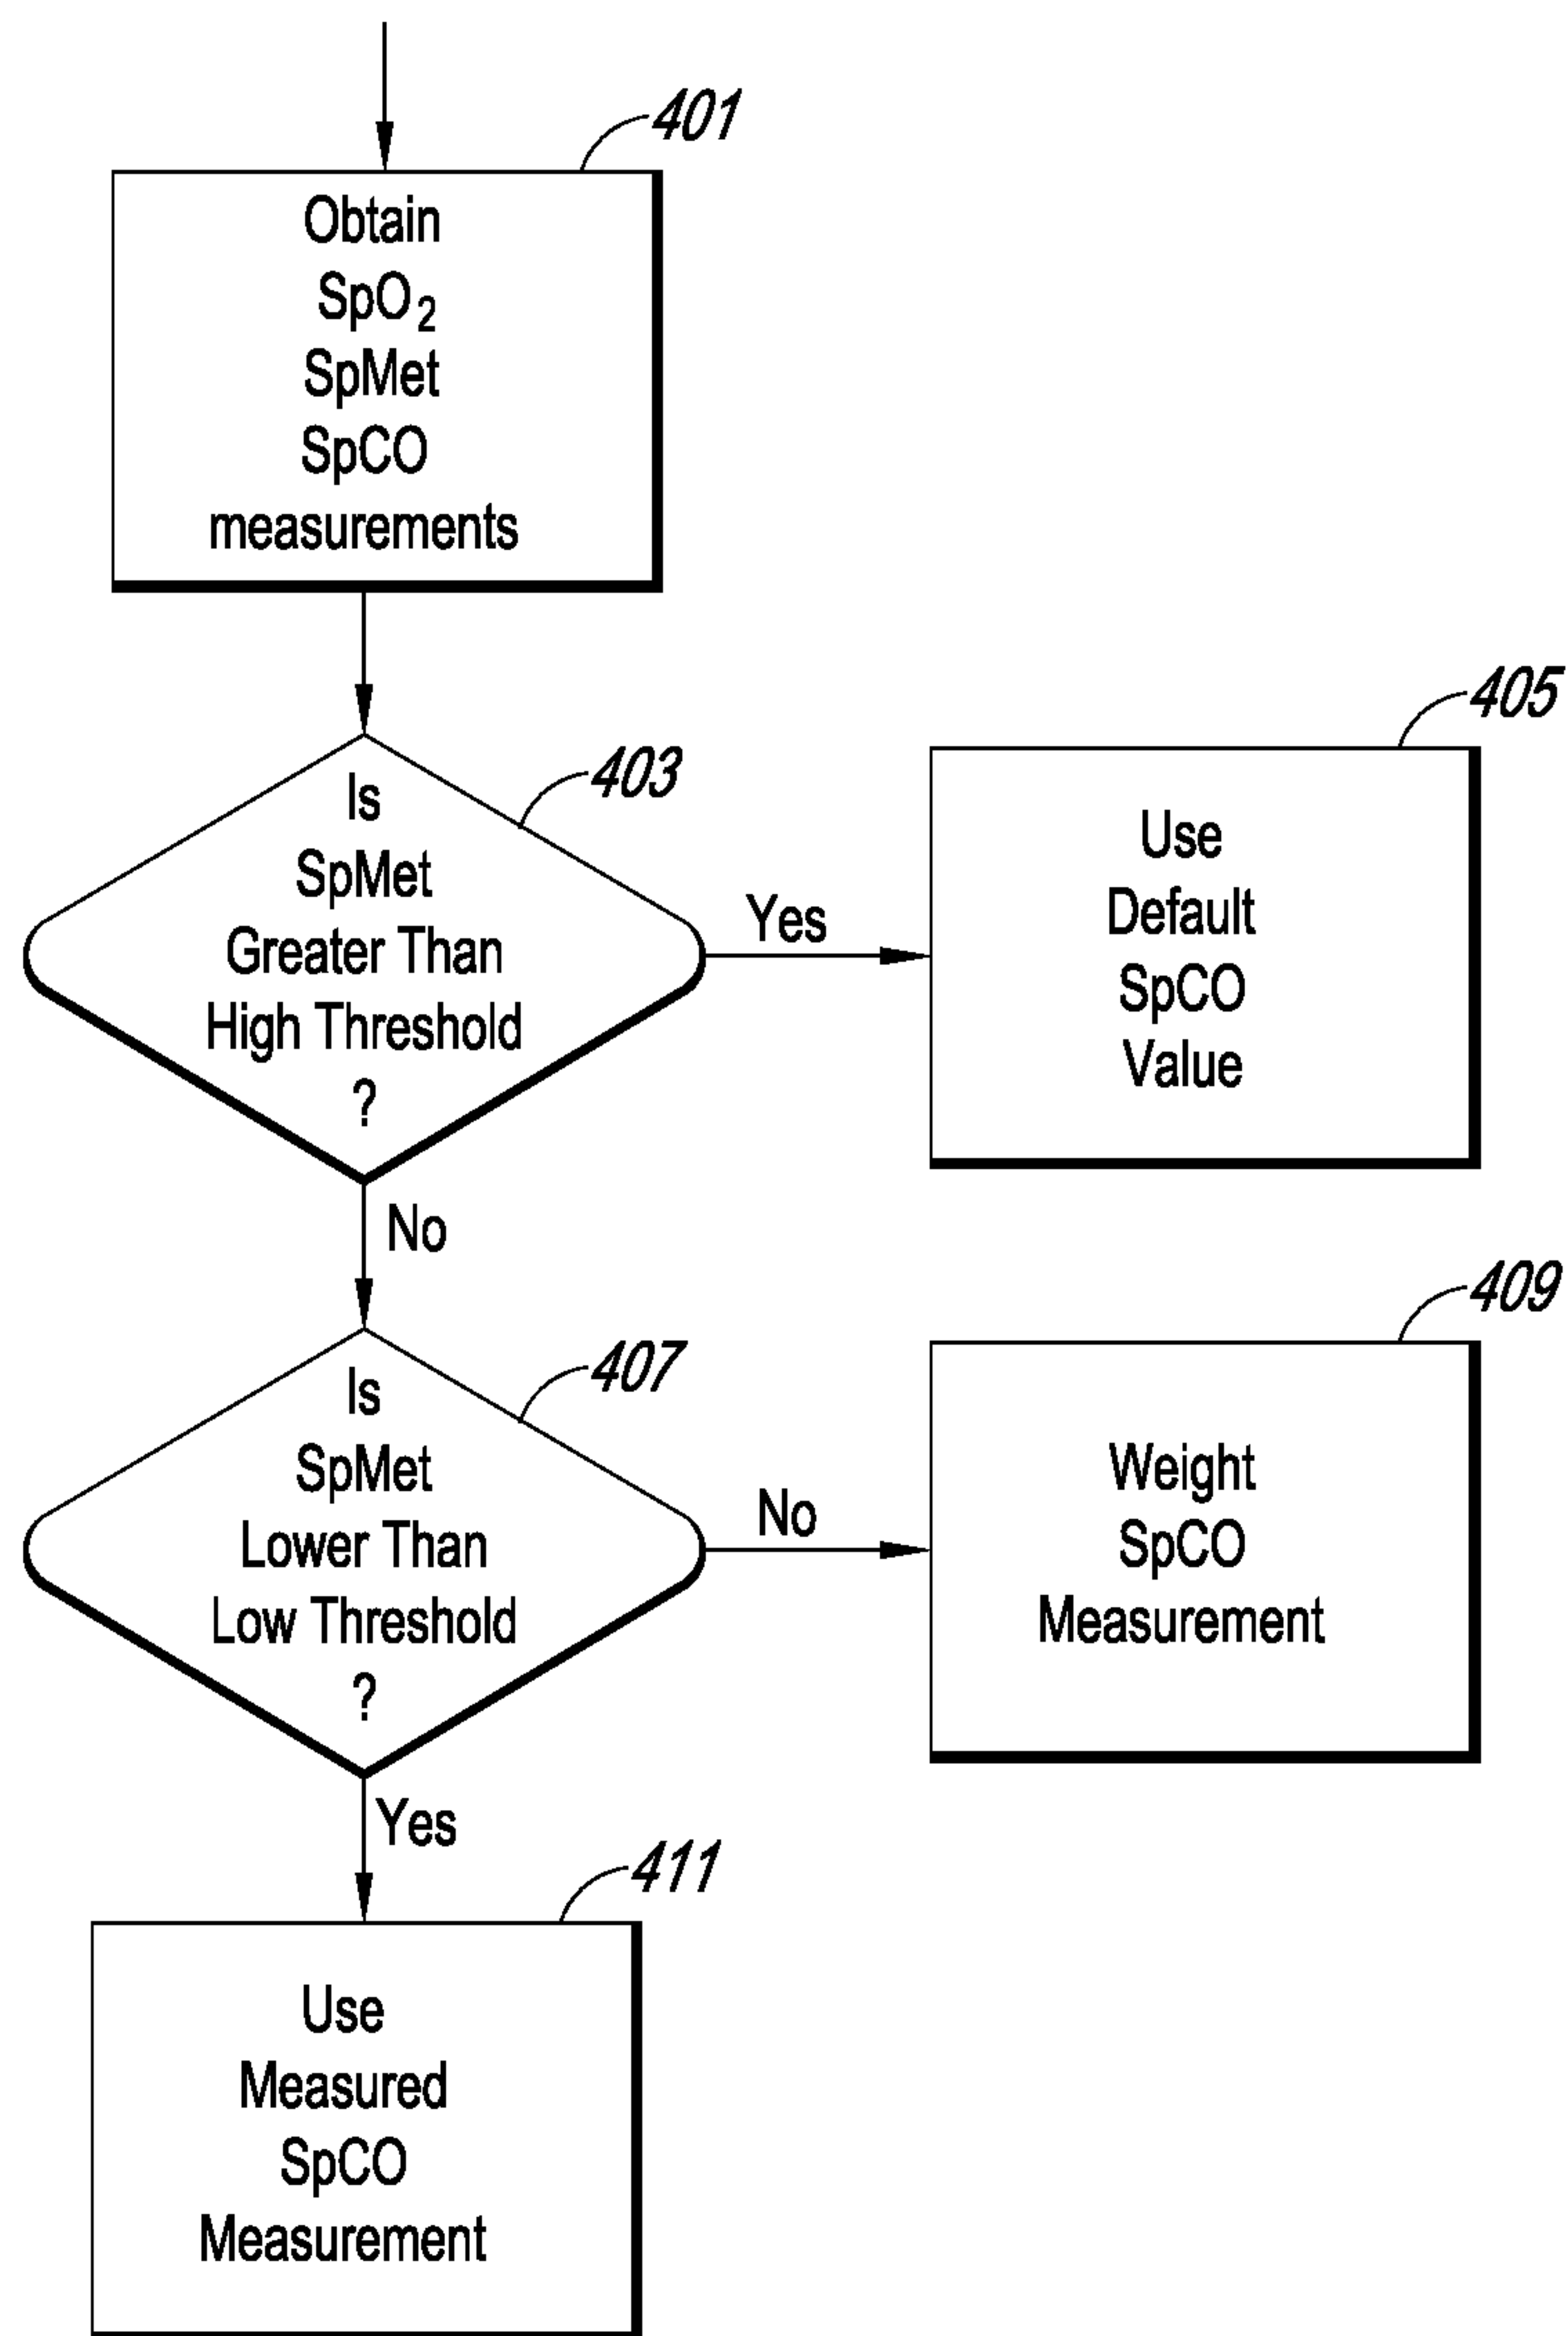 401
Obtain
SpO₂
SpMet
SpCO
measurements
403
Is
SpMet
Greater Than
High Threshold
?
Yes
405
Use
Default
SpCO
Value
No
407
Is
SpMet
Lower Than
Low Threshold
?
No
409
Weight
SpCO
Measurement
Yes
411
Use
Measured
SpCO
Measurement